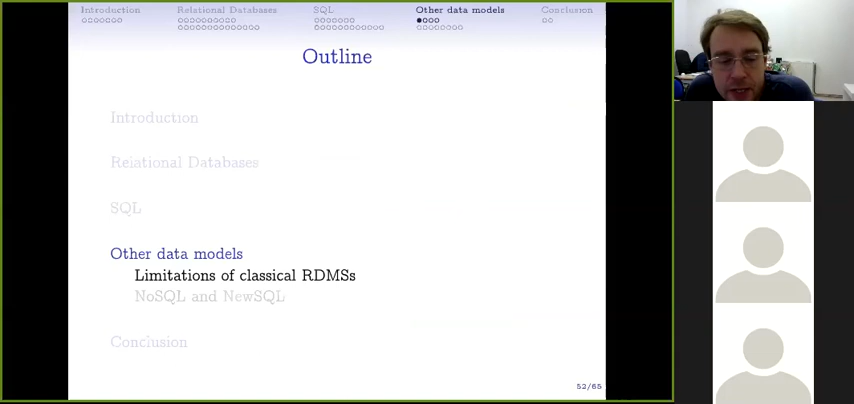 Introduction Relational Databases SQL Other data models Conclusion
Outline
Introduction
Relational Databases
SQL
Other data models
Limitations of classical RDMSs
NoSQL and NewSQL
Conclusion
52/65